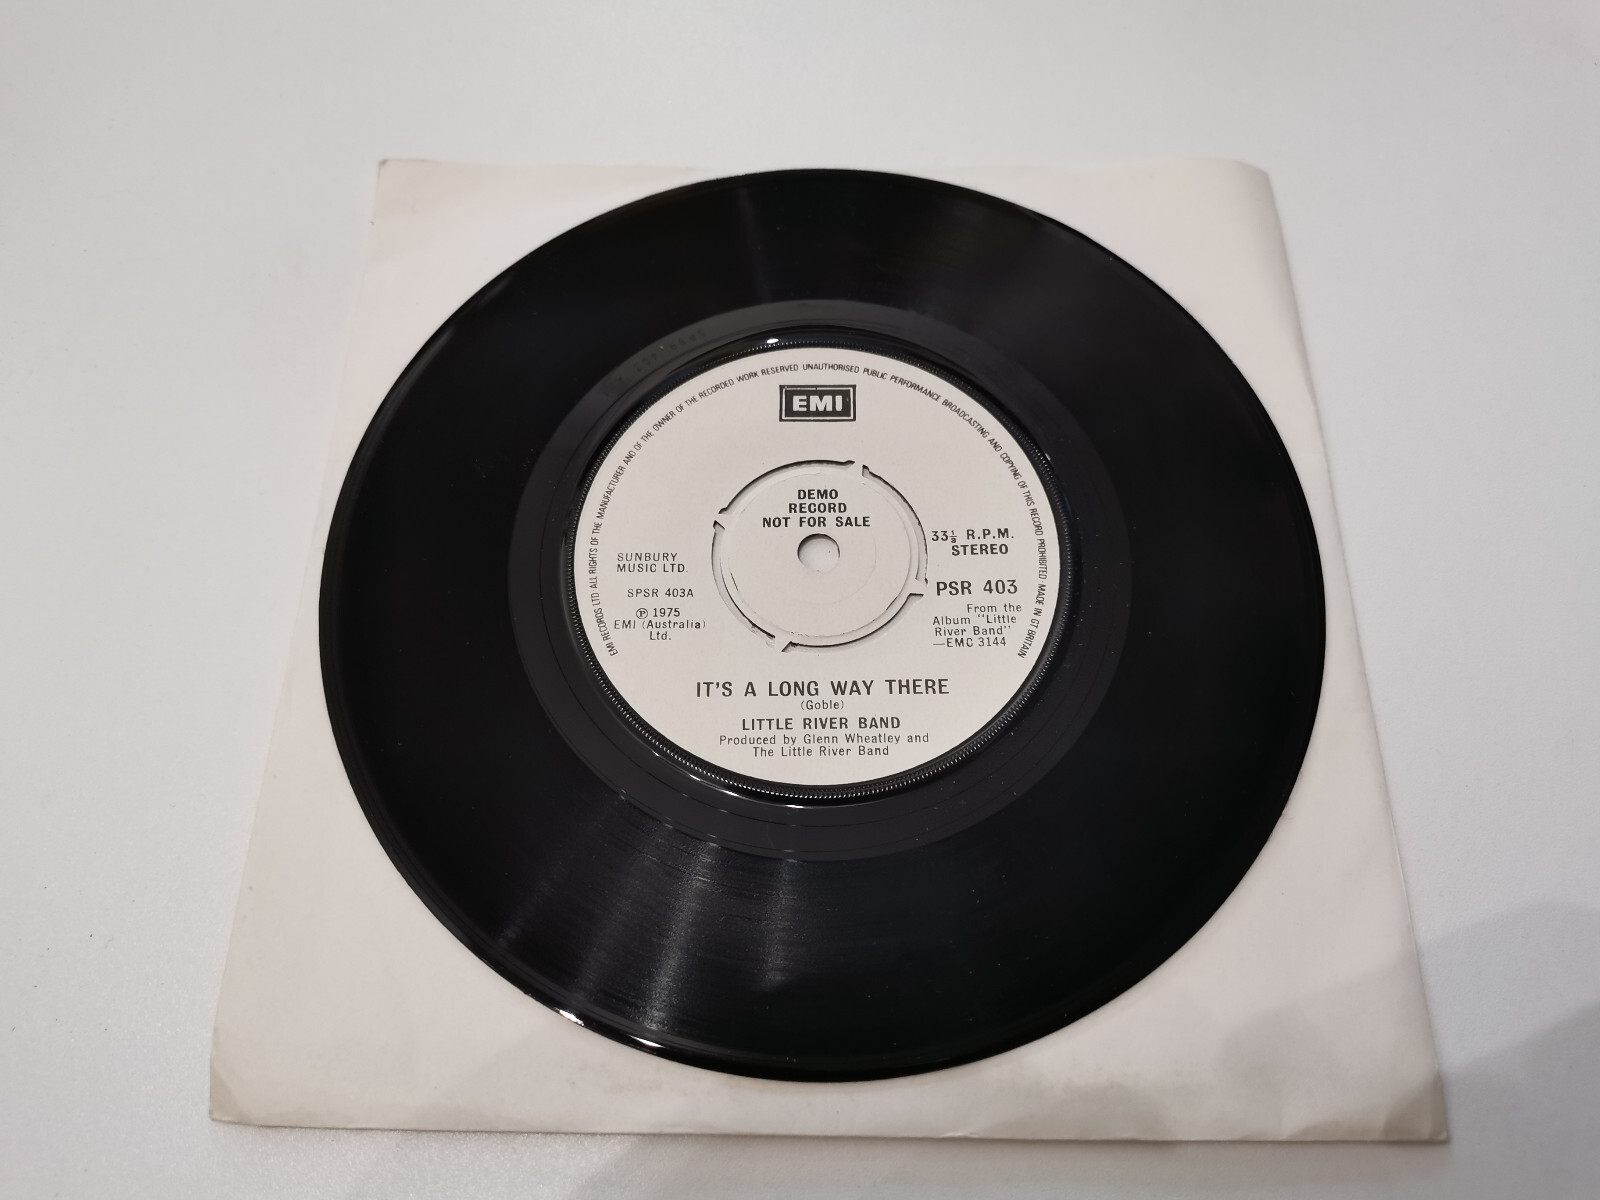 EMI RECORDS LTD ALL RIGHTS OF THE MANUFACTURER AND OF THE OWNER OF THE RECORDED WORK RESERVED UNAUTHORISED PUBLIC PERFORMANCE BROADCASTING AND COPYING OF THIS RECORD PROHIBITED MADE IN GT BRITAIN
EMI
DEMO
RECORD
NOT FOR SALE
SUNBURY
MUSIC LTD.
SPSR 403A
Ⓟ 1975
EMI (Australia)
Ltd.
33⅓ R.P.M.
STEREO
PSR 403
From the
Album "Little
River Band"
—EMC 3144
IT'S A LONG WAY THERE
(Goble)
LITTLE RIVER BAND
Produced by Glenn Wheatley and
The Little River Band